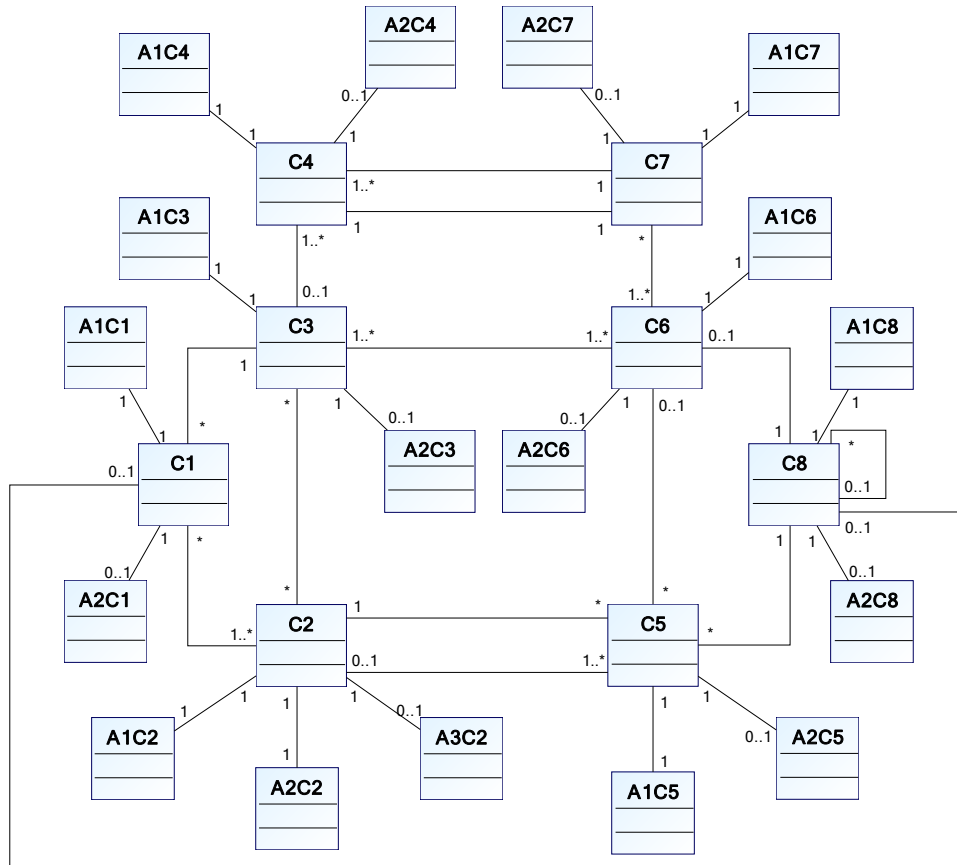 A2C4 A2C7
A1C4 A1C7
0..1 0..1
1 1
1 1 1 1
C4 C7
1..* 1
A1C3 A1C6
1 1
1..* *
1 1
0..1 1..*
1 1
A1C1 C3 C6 A1C8
1..* 1..* 0..1
1 1
1 * 1 0..1 1 0..1 1 1
* 1 1 1 *
A2C3 A2C6
0..1 C1 C8
0..1
0..1
1 * 1 1
0..1 0..1
A2C1 * * A2C8
1 *
C2 C5
1..* *
0..1 1..*
1 1 1 1 1
1 0..1
A1C2 A3C2 0..1 A2C5
1 1
A2C2 A1C5